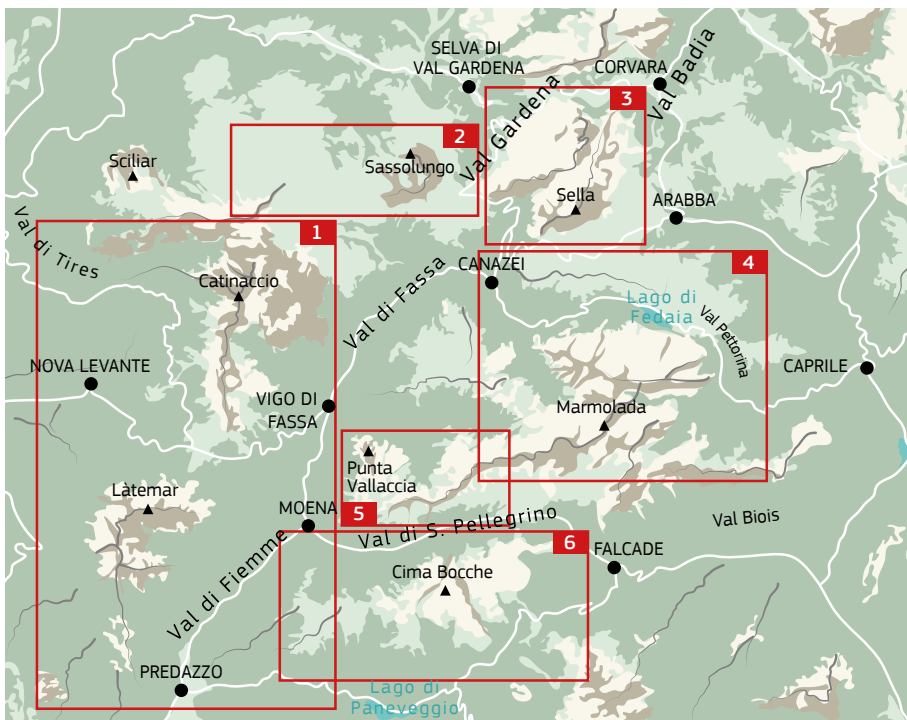 SELVA DI
VAL GARDENA
CORVARA
Val Badia
3
2
Val Gardena
Sciliar
Sassolungo
Sella
ARABBA
Val di Tires
1
Catinaccio
Val di Fassa
CANAZEI
4
Lago di
Fedaia
Val Pettorina
NOVA LEVANTE
VIGO DI
FASSA
CAPRILE
Marmolada
Punta
Vallaccia
Làtemar
MOENA
5
Val di S. Pellegrino
Val Biois
6
FALCADE
Val di Fiemme
Cima Bocche
PREDAZZO
Lago di
Paneveggio